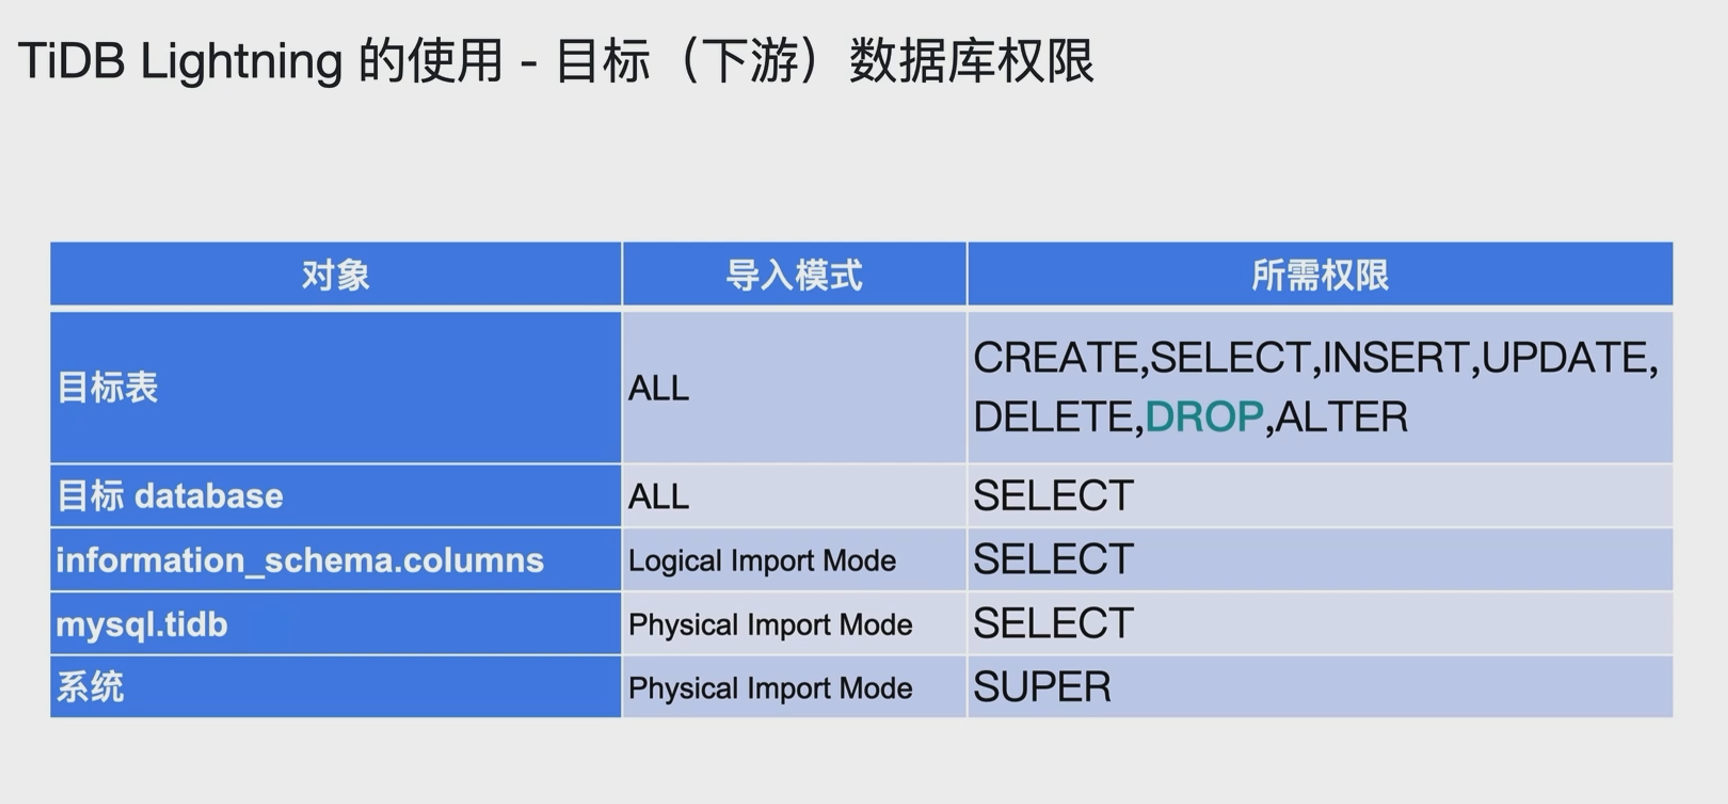 TiDB Lightning 的使用 - 目标（下游）数据库权限
对象 导入模式 所需权限
目标表 ALL CREATE,SELECT,INSERT,UPDATE,
DELETE,DROP,ALTER
目标 database ALL SELECT
information_schema.columns Logical Import Mode SELECT
mysql.tidb Physical Import Mode SELECT
系统 Physical Import Mode SUPER